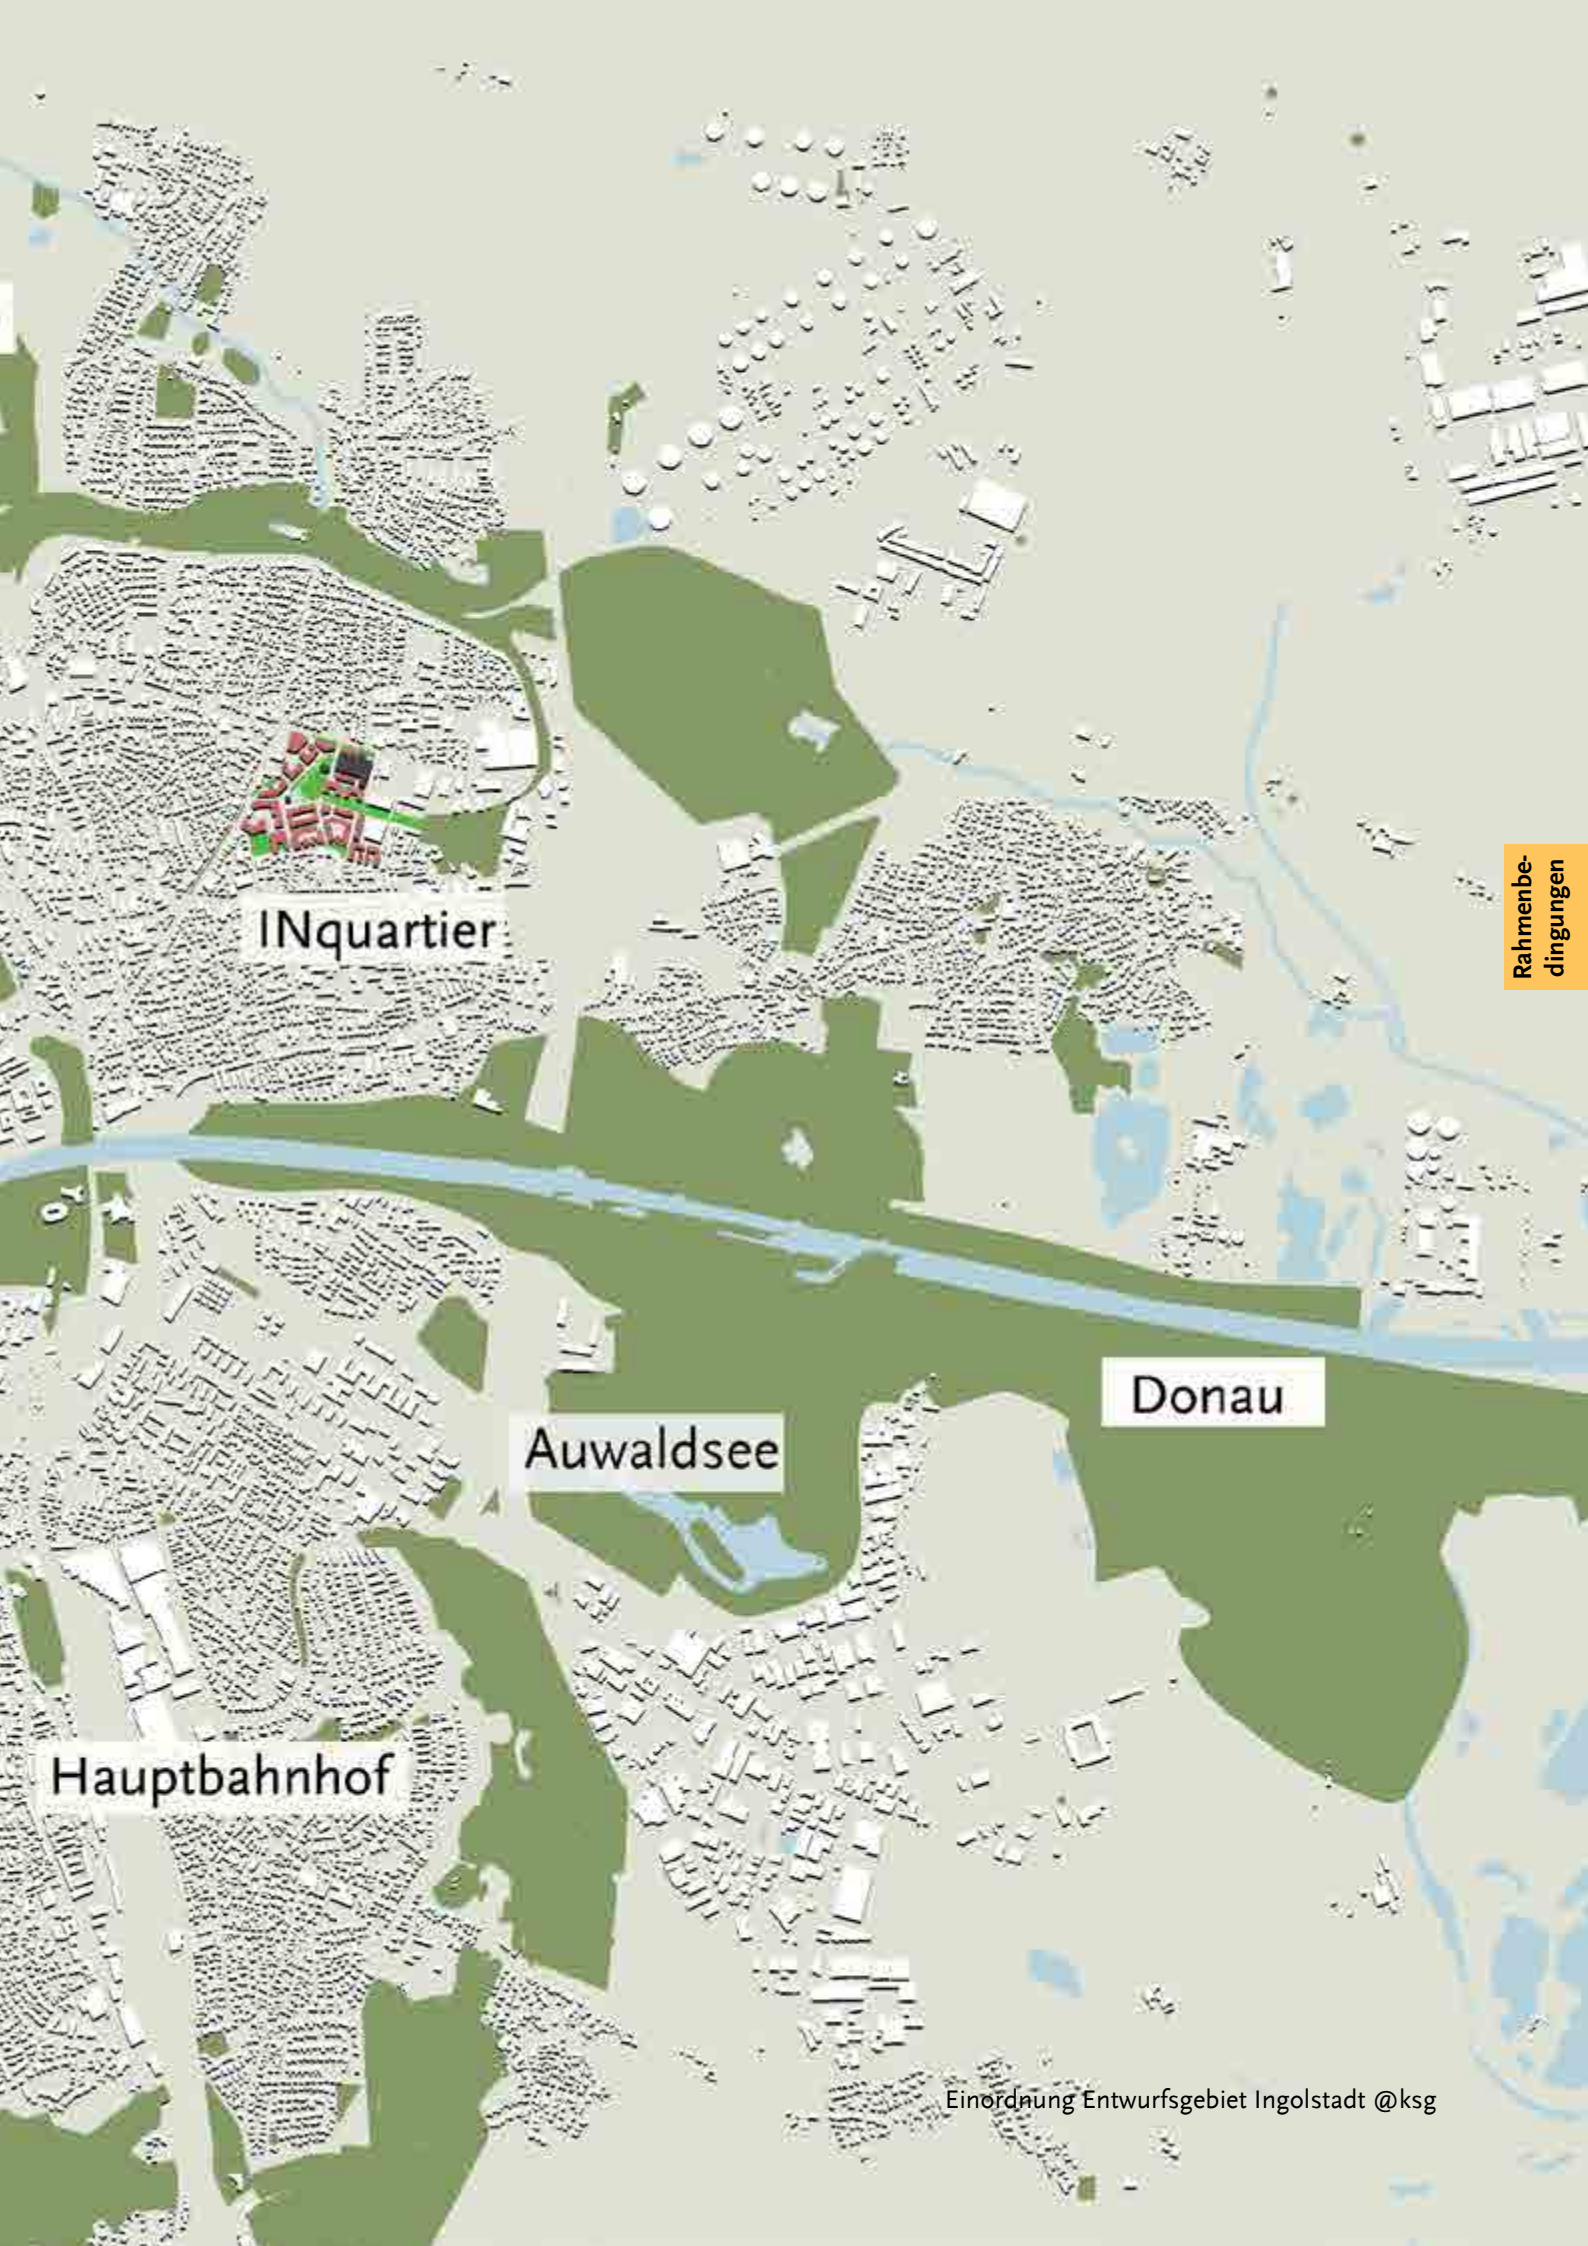 Rahmenbe-
dingungen
INquartier
Donau
Auwaldsee
Hauptbahnhof
Einordnung Entwurfsgebiet Ingolstadt @ksg